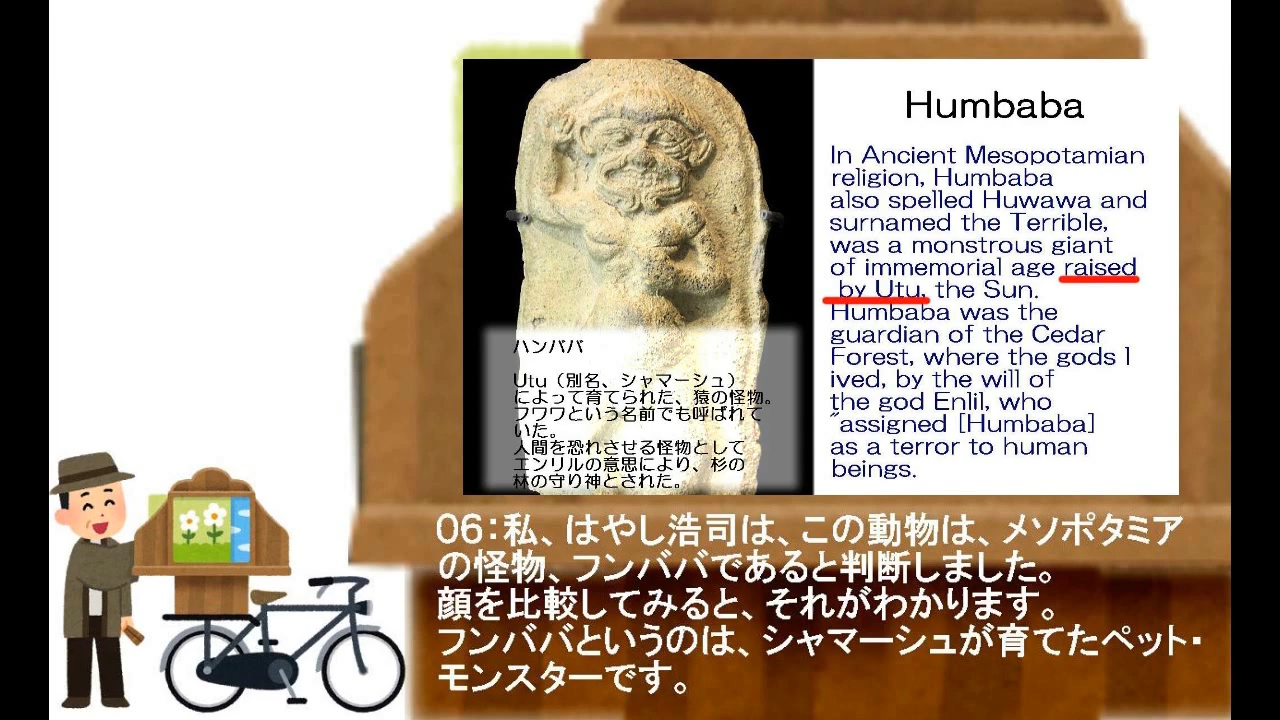 Humbaba
In Ancient Mesopotamian
religion, Humbaba
also spelled Huwawa and
surnamed the Terrible,
was a monstrous giant
of immemorial age raised
by Utu, the Sun.
Humbaba was the
guardian of the Cedar
Forest, where the gods l
ived, by the will of
the god Enlil, who
"assigned [Humbaba]
as a terror to human
beings.
ハンババ
Utu（別名、シャマーシュ）
によって育てられた、猿の怪物。
フワワという名前でも呼ばれて
いた。
人間を恐れさせる怪物として
エンリルの意思により、杉の
林の守り神とされた。
06：私、はやし浩司は、この動物は、メソポタミア
の怪物、フンババであると判断しました。
顔を比較してみると、それがわかります。
フンババというのは、シャマーシュが育てたペット・
モンスターです。